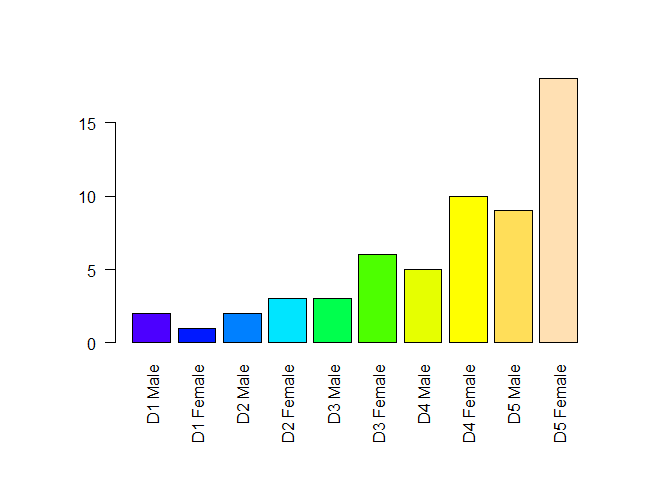 15
10
5
0
D1 Male
D1 Female
D2 Male
D2 Female
D3 Male
D3 Female
D4 Male
D4 Female
D5 Male
D5 Female